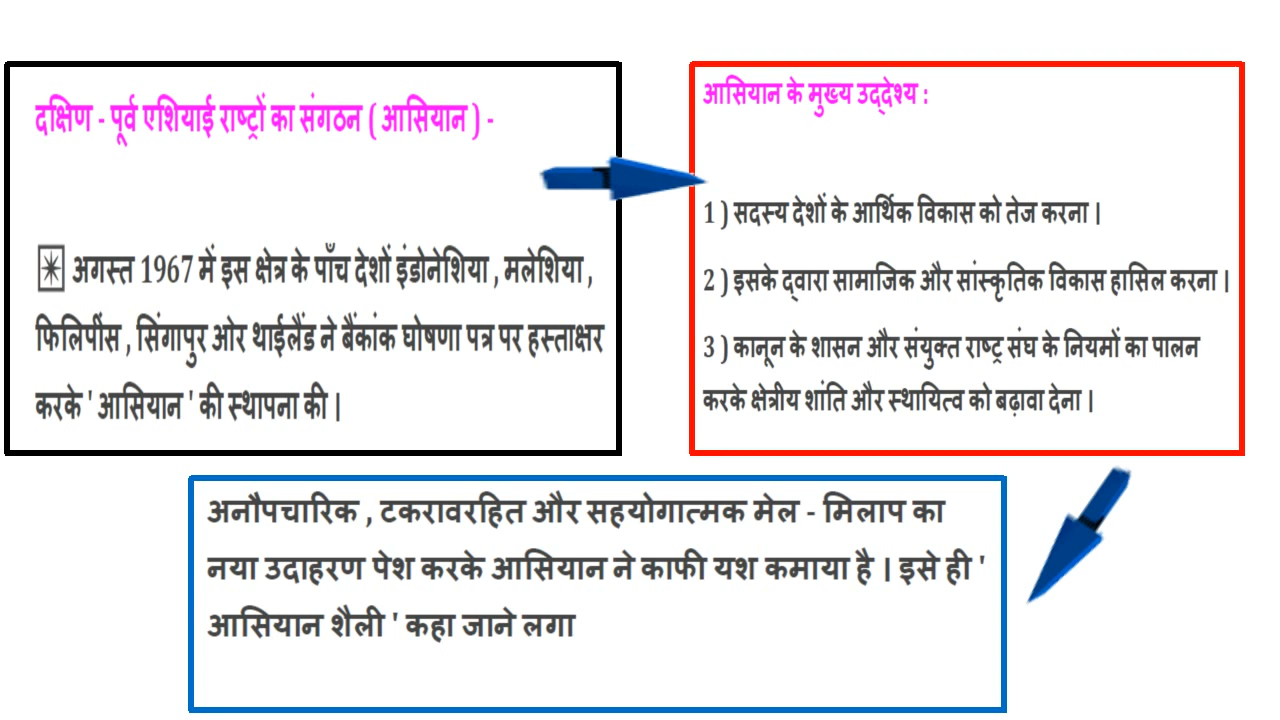 दक्षिण - पूर्व एशियाई राष्ट्रों का संगठन ( आसियान ) -
अगस्त 1967 में इस क्षेत्र के पाँच देशों इंडोनेशिया , मलेशिया ,
फिलिपींस , सिंगापुर ओर थाईलैंड ने बैंकांक घोषणा पत्र पर हस्ताक्षर
करके ' आसियान ' की स्थापना की |
आसियान के मुख्य उद्देश्य :
1 ) सदस्य देशों के आर्थिक विकास को तेज करना |
2 ) इसके द्वारा सामाजिक और सांस्कृतिक विकास हासिल करना |
3 ) कानून के शासन और संयुक्त राष्ट्र संघ के नियमों का पालन
करके क्षेत्रीय शांति और स्थायित्व को बढ़ावा देना |
अनौपचारिक , टकरावरहित और सहयोगात्मक मेल - मिलाप का
नया उदाहरण पेश करके आसियान ने काफी यश कमाया है | इसे ही '
आसियान शैली ' कहा जाने लगा